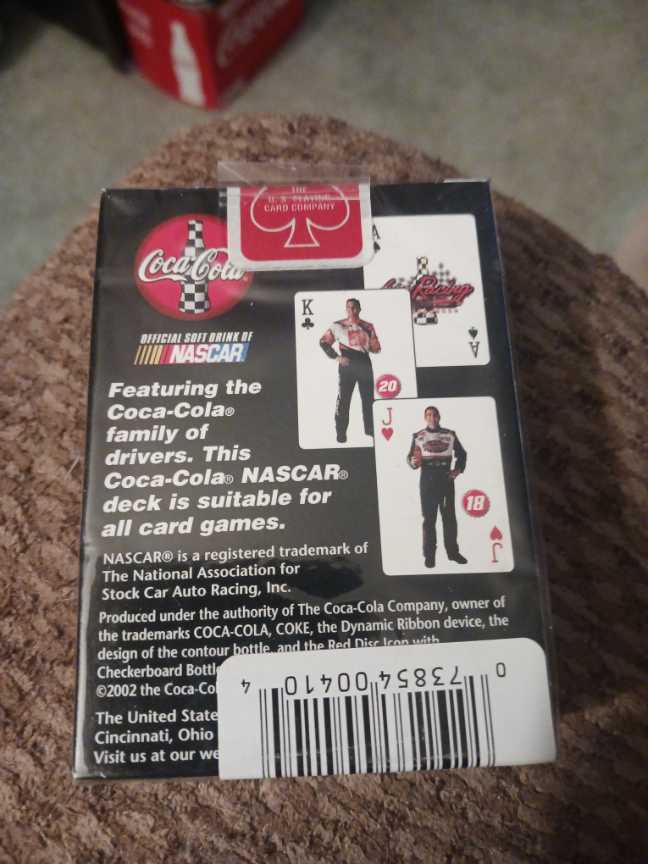 THE
U. S. PLAYING
CARD COMPANY
Coca-Cola
OFFICIAL SOFT DRINK OF
NASCAR
A
Racing
A
K
20
J
18
J
Featuring the
Coca-Cola®
family of
drivers. This
Coca-Cola® NASCAR®
deck is suitable for
all card games.
NASCAR® is a registered trademark of
The National Association for
Stock Car Auto Racing, Inc.
Produced under the authority of The Coca-Cola Company, owner of
the trademarks COCA-COLA, COKE, the Dynamic Ribbon device, the
design of the contour bottle, and the Red Disc Icon with
Checkerboard Bottle
©2002 the Coca-Col
The United State
Cincinnati, Ohio
Visit us at our we
0 73854 00410 4